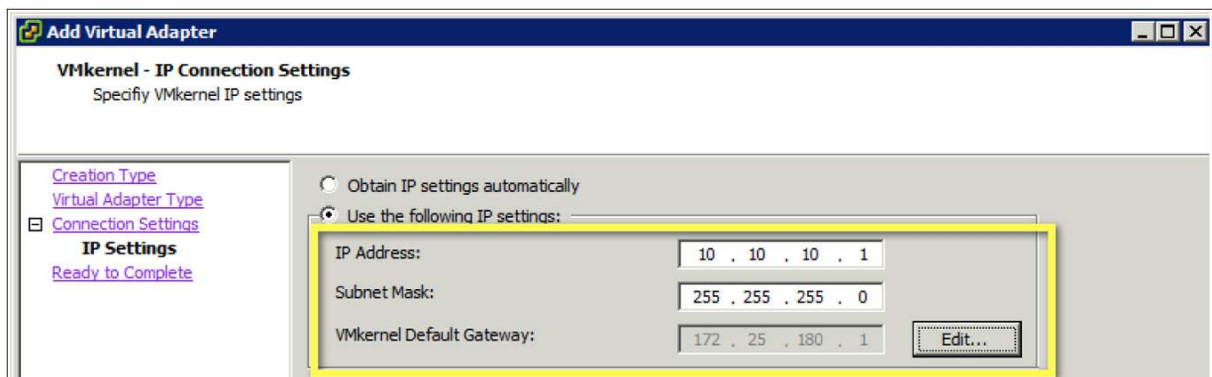 Add Virtual Adapter
VMkernel - IP Connection Settings
Specifiy VMkernel IP settings
Creation Type
Virtual Adapter Type
Connection Settings
IP Settings
Ready to Complete
Obtain IP settings automatically
Use the following IP settings:
IP Address: 10 . 10 . 10 . 1
Subnet Mask: 255 . 255 . 255 . 0
VMkernel Default Gateway: 172 . 25 . 180 . 1 Edit...